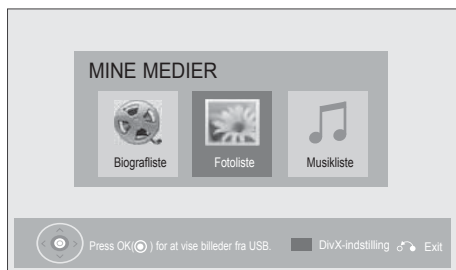 MINE MEDIER
Biografliste Fotoliste Musikliste
Press OK(◉) for at vise billeder fra USB. DivX-indstilling Exit